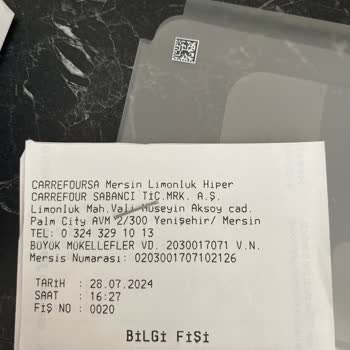 CARREFOURSA Mersin Limonluk Hiper
CARREFOUR SABANCI TİC.MRK. A.Ş.
Limonluk Mah.Vali Hüseyin Aksoy cad.
Palm City AVM 2/300 Yenişehir/ Mersin
TEL: 0 324 329 10 13
BÜYÜK MÜKELLEFLER VD. 2030017071 V.N.
Mersis Numarası: 0203001707102126
TARİH : 28.07.2024
SAAT : 16:27
FİŞ NO : 0020
BİLGİ FİŞİ